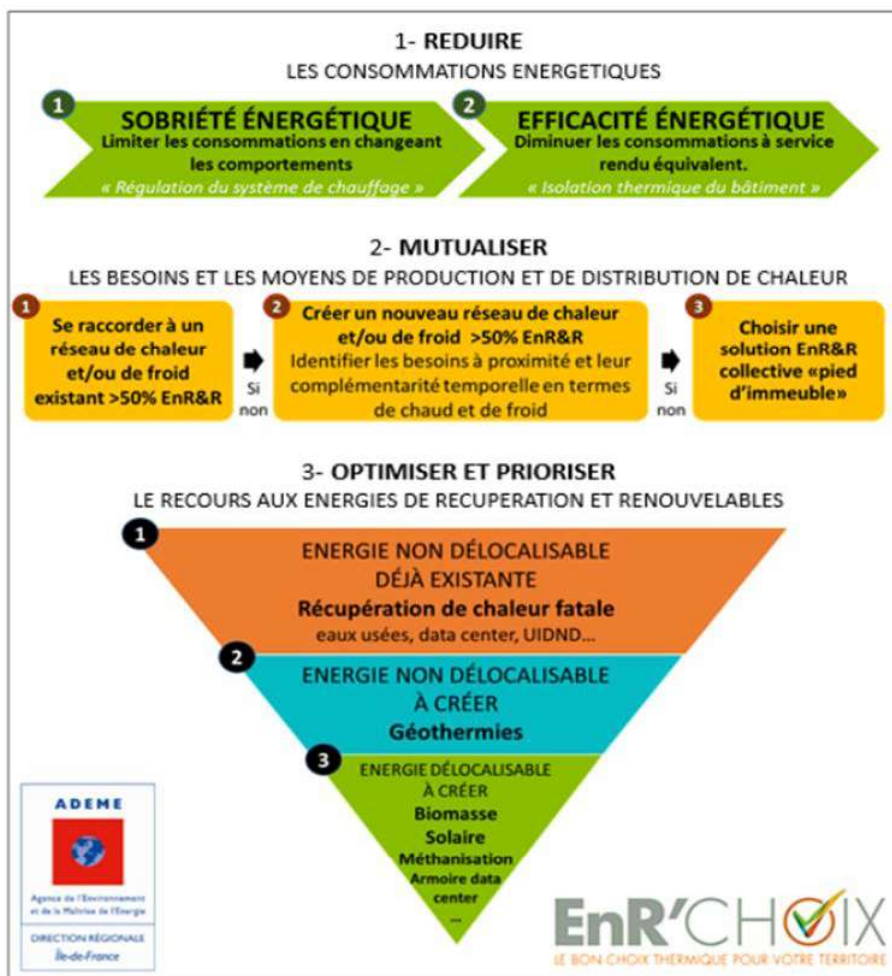 1- REDUIRE
LES CONSOMMATIONS ENERGETIQUES
1
SOBRIÉTÉ ÉNERGÉTIQUE
Limiter les consommations en changeant
les comportements
« Régulation du système de chauffage »
2
EFFICACITÉ ÉNERGÉTIQUE
Diminuer les consommations à service
rendu équivalent.
« Isolation thermique du bâtiment »
2- MUTUALISER
LES BESOINS ET LES MOYENS DE PRODUCTION ET DE DISTRIBUTION DE CHALEUR
1
Se raccorder à un
réseau de chaleur
et/ou de froid
existant >50% EnR&R
Si
non
2
Créer un nouveau réseau de chaleur
et/ou de froid >50% EnR&R
Identifier les besoins à proximité et leur
complémentarité temporelle en termes
de chaud et de froid
Si
non
3
Choisir une
solution EnR&R
collective «pied
d'immeuble»
3- OPTIMISER ET PRIORISER
LE RECOURS AUX ENERGIES DE RECUPERATION ET RENOUVELABLES
1
ENERGIE NON DÉLOCALISABLE
DÉJÀ EXISTANTE
Récupération de chaleur fatale
eaux usées, data center, UIDND...
2
ENERGIE NON DÉLOCALISABLE
À CRÉER
Géothermies
3
ENERGIE DÉLOCALISABLE
À CRÉER
Biomasse
Solaire
Méthanisation
Armoire data
center
...
ADEME
Agence de l'Environnement
et de la Maîtrise de l'Energie
DIRECTION RÉGIONALE
Île-de-France
EnR'CHOIX
LE BON CHOIX THERMIQUE POUR VOTRE TERRITOIRE